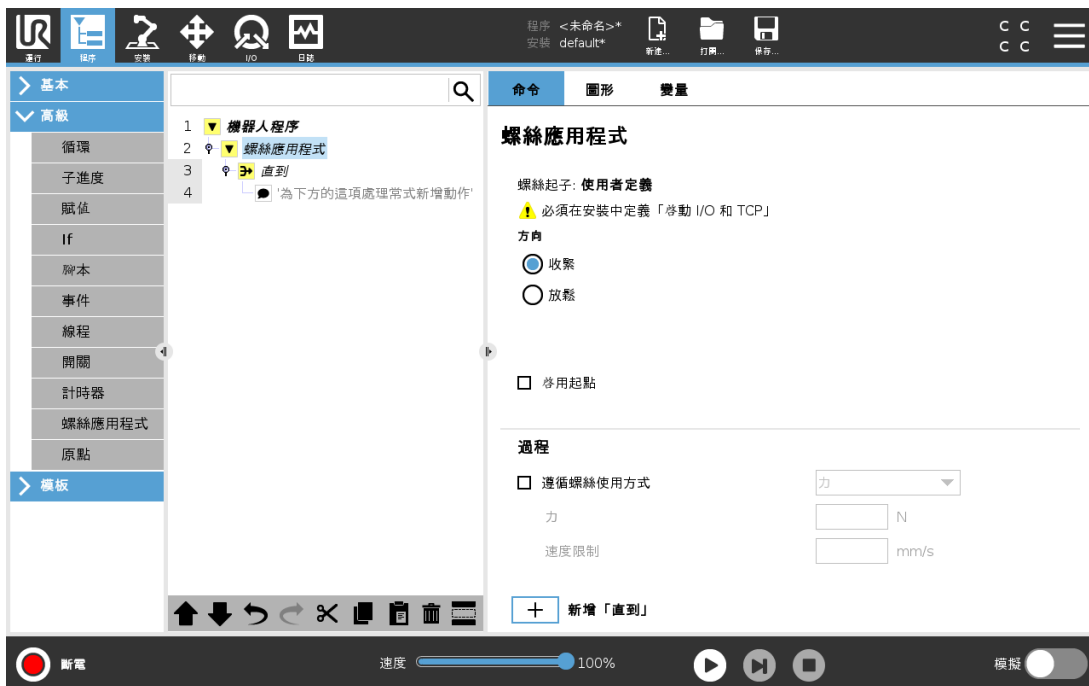 UR
運行
程序
安裝
移動
I/O
日誌
程序 <未命名>*
安裝 default*
新建...
打開...
保存...
C C
C C
基本
高級
循環
子進度
賦值
If
腳本
事件
線程
開關
計時器
螺絲應用程式
原點
模板
1 機器人程序
2 螺絲應用程式
3 直到
4 '為下方的這項處理常式新增動作'
命令 圖形 變量
螺絲應用程式
螺絲起子: 使用者定義
必須在安裝中定義「啓動 I/O 和 TCP」
方向
收緊
放鬆
啓用起點
過程
遵循螺絲使用方式 力
力 N
速度限制 mm/s
新增「直到」
斷電
速度 100%
模擬